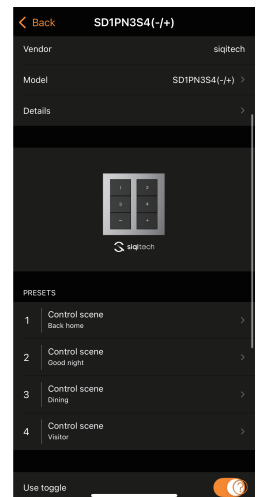 Back
SD1PN3S4(-/+)
Vendor siqitech
Model SD1PN3S4(-/+)
Details
1 2
3 4
- +
siqitech
PRESETS
1 Control scene
Back home
2 Control scene
Good night
3 Control scene
Dining
4 Control scene
Visitor
Use toggle